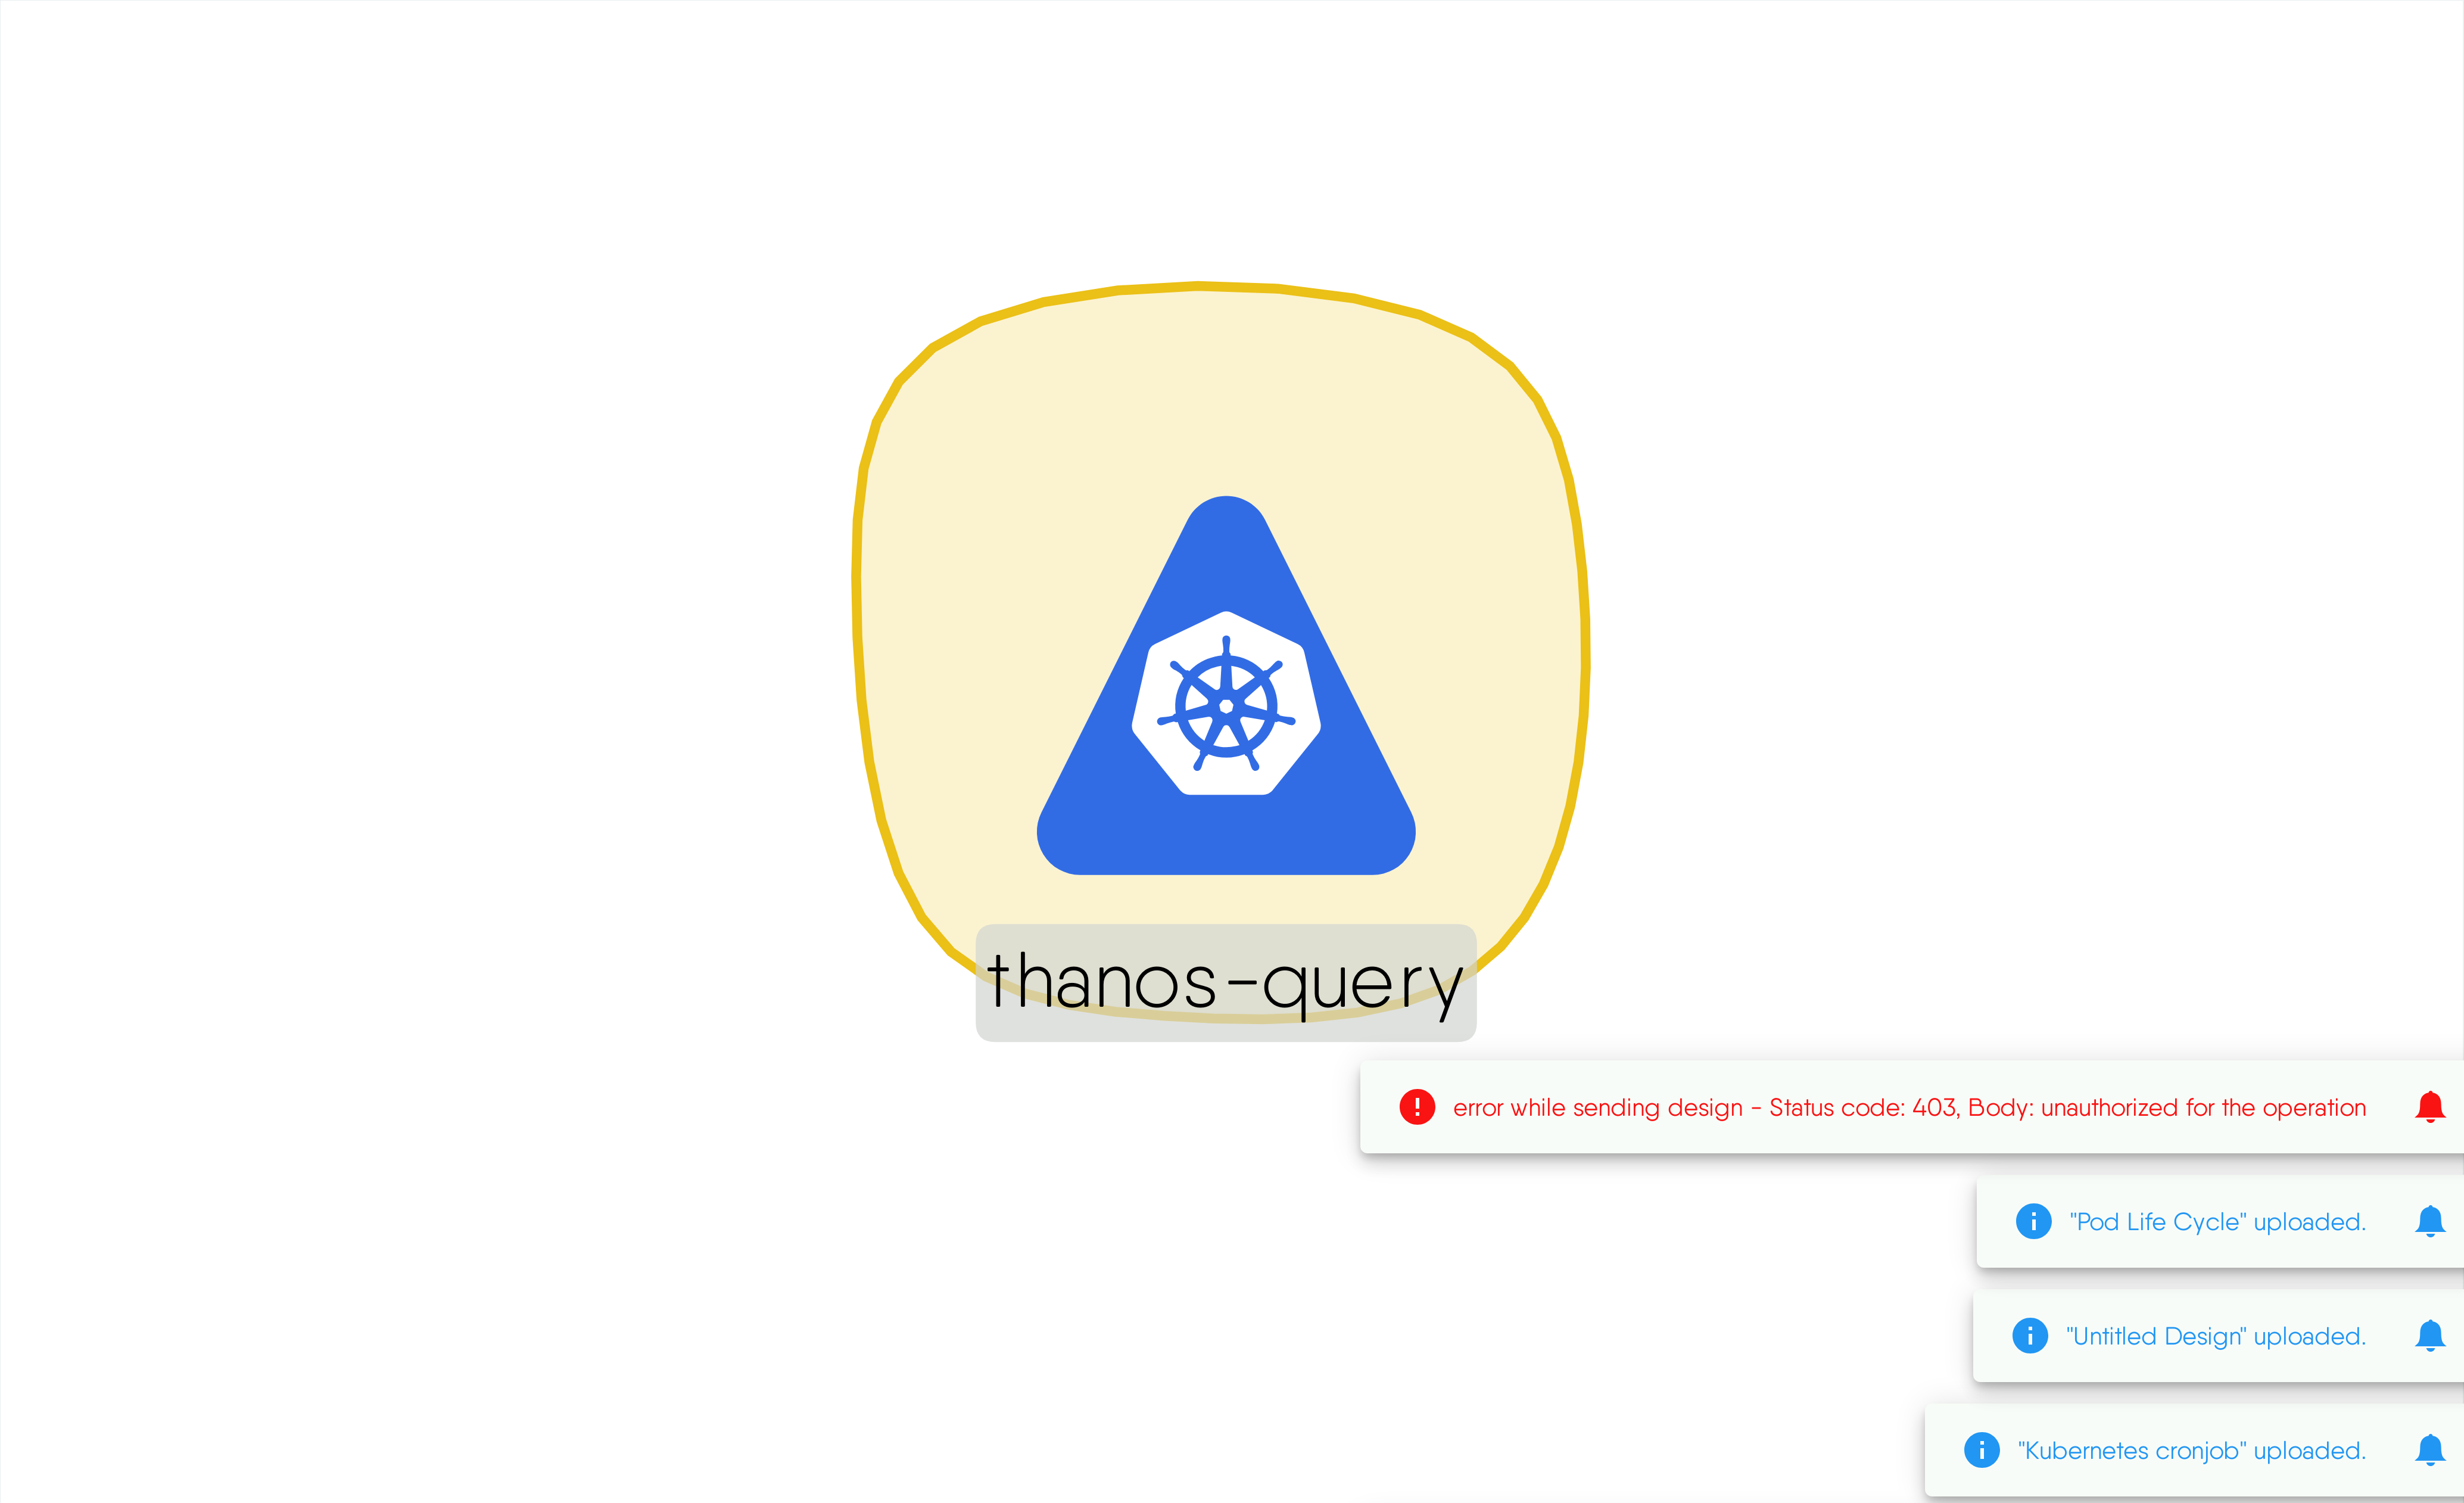 thanos-query
error while sending design - Status code: 403, Body: unauthorized for the operation
"Pod Life Cycle" uploaded.
"Untitled Design" uploaded.
"Kubernetes cronjob" uploaded.